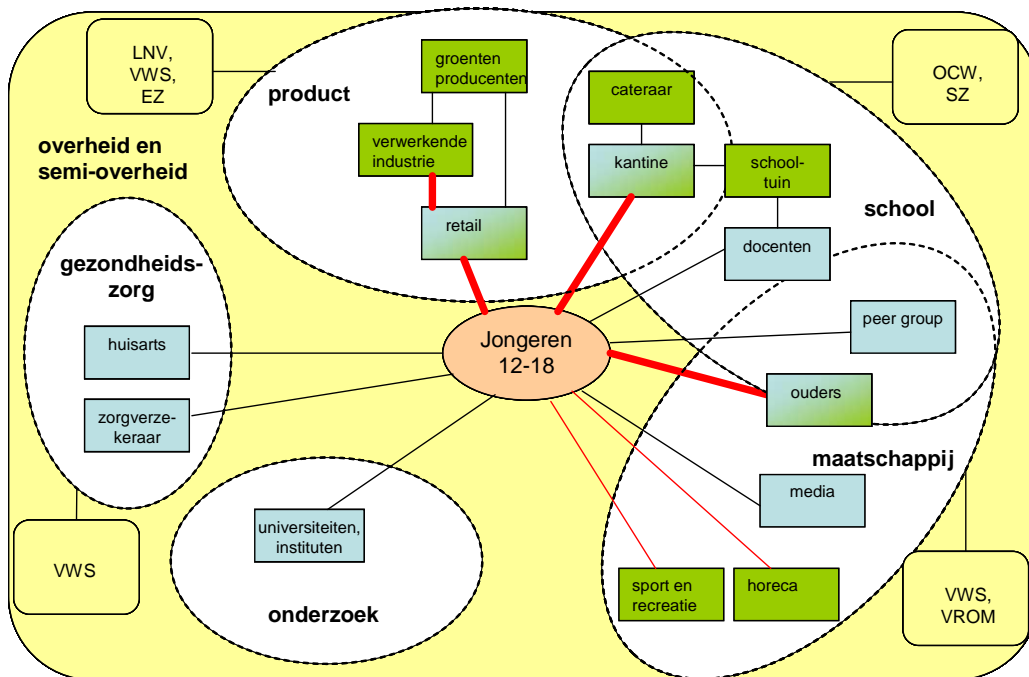 LNV,
VWS,
EZ
product
groenten
producenten
cateraar
OCW,
SZ
overheid en
semi-overheid
verwerkende
industrie
kantine
school-
tuin
school
retail
docenten
gezondheids-
zorg
huisarts
Jongeren
12-18
peer group
zorgverze-
keraar
ouders
maatschappij
media
universiteiten,
instituten
VWS
onderzoek
sport en
recreatie
horeca
VWS,
VROM